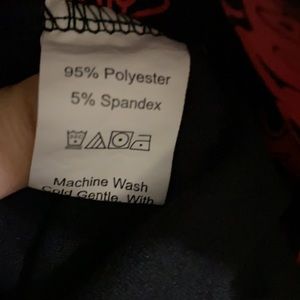 95% Polyester
5% Spandex
Machine Wash
Cold Gentle, With